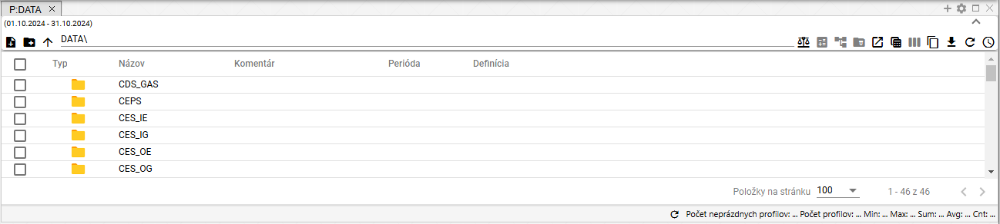 P:DATA
(01.10.2024 - 31.10.2024)
DATA\
Typ Názov Komentár Perióda Definícia
CDS_GAS
CEPS
CES_IE
CES_IG
CES_OE
CES_OG
Položky na stránku 100 1 - 46 z 46
Počet neprázdnych profilov: ... Počet profilov: ... Min: ... Max: ... Sum: ... Avg: ... Cnt: ...